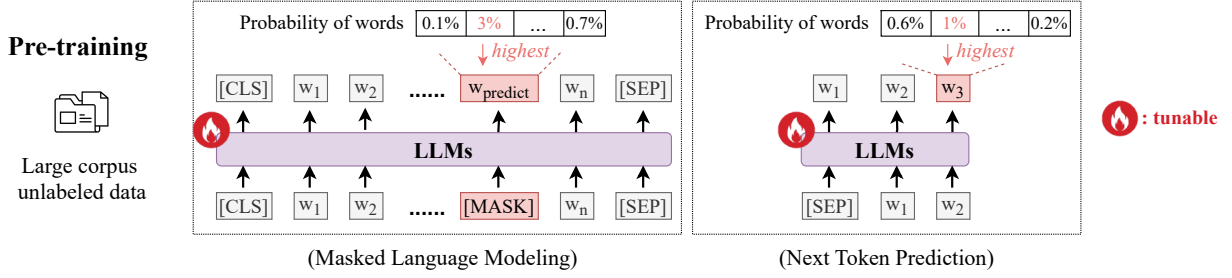 Pre-training
Large corpus
unlabeled data
Probability of words 0.1% 3% ... 0.7%
highest
[CLS] w1 w2 ...... wpredict wn [SEP]
LLMs
[CLS] w1 w2 ...... [MASK] wn [SEP]
(Masked Language Modeling)
Probability of words 0.6% 1% ... 0.2%
highest
w1 w2 w3
LLMs
[SEP] w1 w2
(Next Token Prediction)
: tunable